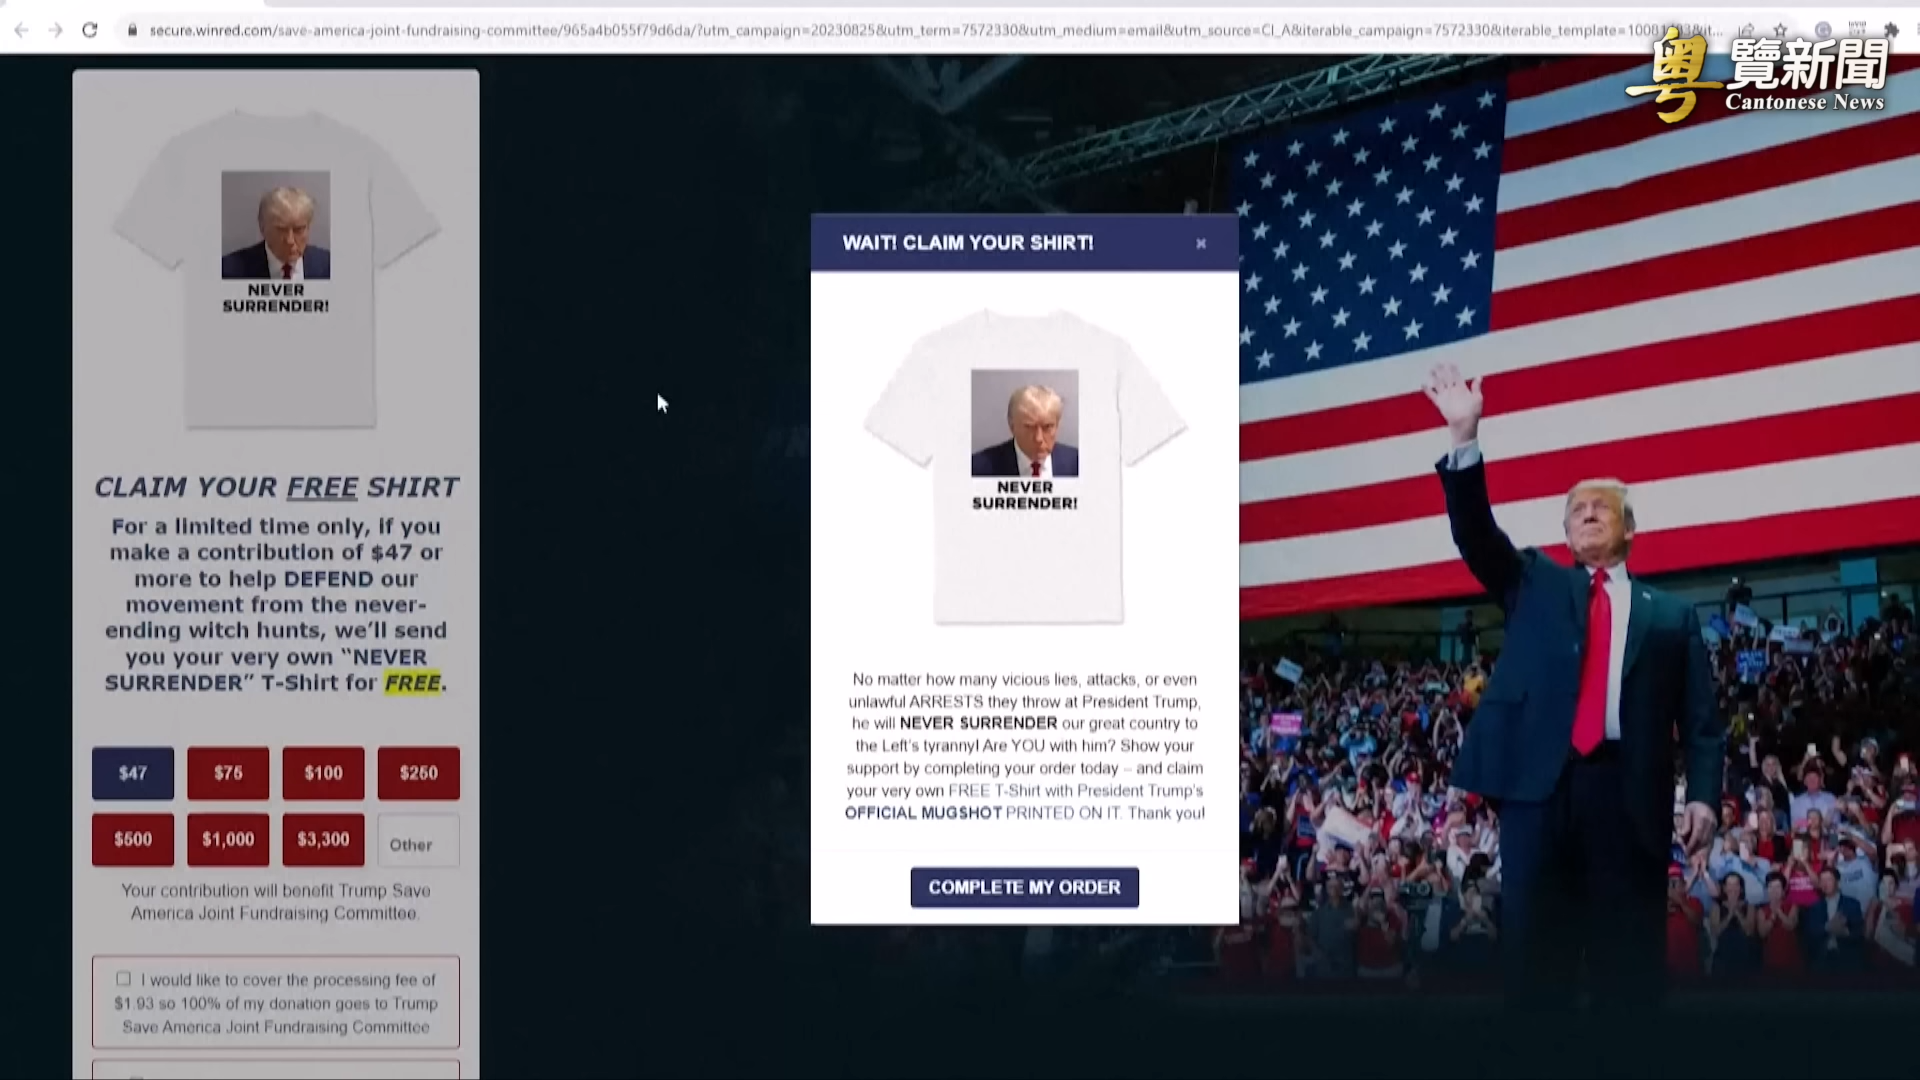 secure.winred.com/save-america-joint-fundraising-committee/965a4b055f79d6da/?utm_campaign=20230825&utm_term=7572330&utm_medium=email&utm_source=CI_A&iterable_campaign=7572330&iterable_template=10081
粵覽新聞
Cantonese News
NEVER
SURRENDER!
CLAIM YOUR FREE SHIRT
For a limited time only, if you
make a contribution of $47 or
more to help DEFEND our
movement from the never-
ending witch hunts, we’ll send
you your very own “NEVER
SURRENDER” T-Shirt for FREE.
$47 $75 $100 $250
$500 $1,000 $3,300 Other
Your contribution will benefit Trump Save
America Joint Fundraising Committee.
I would like to cover the processing fee of
$1.93 so 100% of my donation goes to Trump
Save America Joint Fundraising Committee
WAIT! CLAIM YOUR SHIRT! ×
NEVER
SURRENDER!
No matter how many vicious lies, attacks, or even
unlawful ARRESTS they throw at President Trump,
he will NEVER SURRENDER our great country to
the Left's tyranny! Are YOU with him? Show your
support by completing your order today – and claim
your very own FREE T-Shirt with President Trump's
OFFICIAL MUGSHOT PRINTED ON IT. Thank you!
COMPLETE MY ORDER